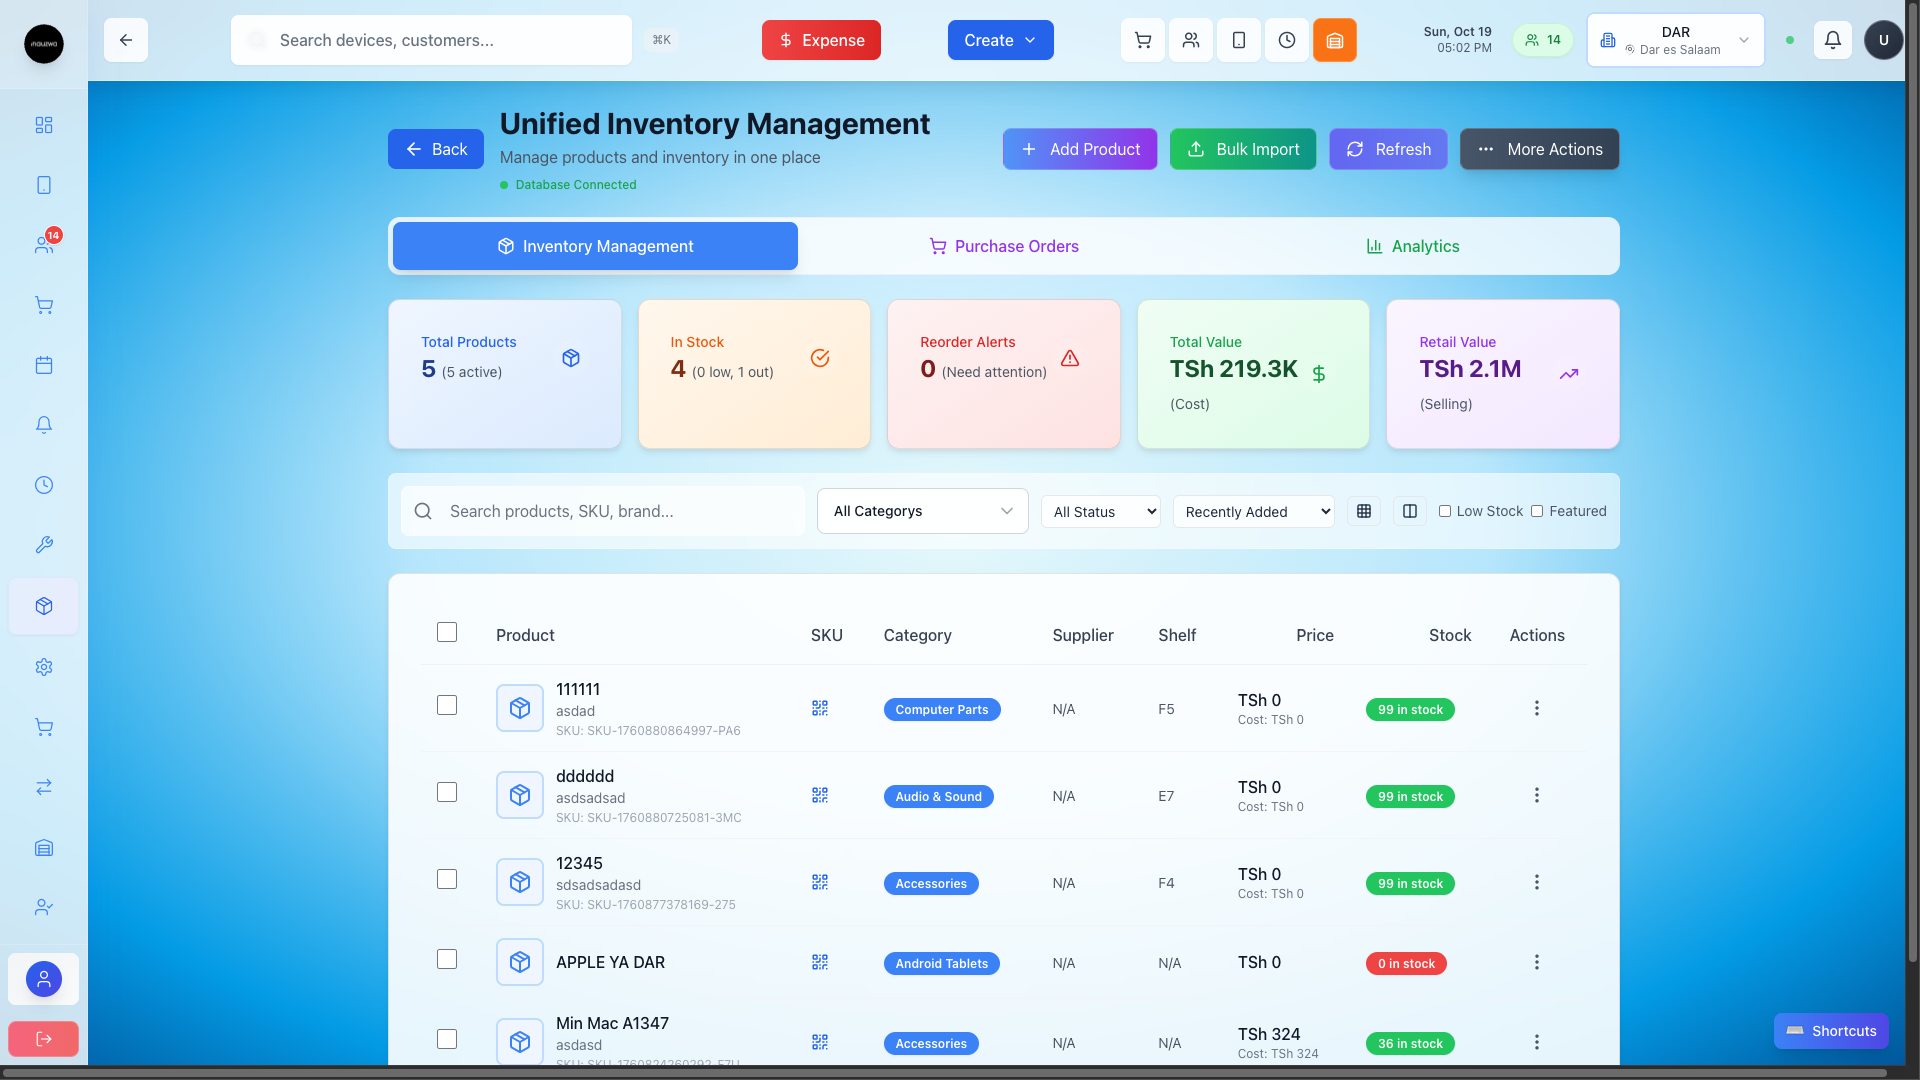 Search devices, customers...
⌘K
Expense
Create
Sun, Oct 19
05:02 PM
14
DAR
Dar es Salaam
U
14
Back
Unified Inventory Management
Manage products and inventory in one place
Database Connected
Add Product
Bulk Import
Refresh
More Actions
Inventory Management
Purchase Orders
Analytics
Total Products
5 (5 active)
In Stock
4 (0 low, 1 out)
Reorder Alerts
0 (Need attention)
Total Value
TSh 219.3K
(Cost)
Retail Value
TSh 2.1M
(Selling)
Search products, SKU, brand...
All Categorys
All Status
Recently Added
Low Stock
Featured
Product SKU Category Supplier Shelf Price Stock Actions
111111
asdad
SKU: SKU-1760880864997-PA6
Computer Parts
N/A
F5
TSh 0
Cost: TSh 0
99 in stock
dddddd
asdsadsad
SKU: SKU-1760880725081-3MC
Audio & Sound
N/A
E7
TSh 0
Cost: TSh 0
99 in stock
12345
sdsadsadasd
SKU: SKU-1760877378169-275
Accessories
N/A
F4
TSh 0
Cost: TSh 0
99 in stock
APPLE YA DAR
Android Tablets
N/A
N/A
TSh 0
0 in stock
Min Mac A1347
asdasd
Accessories
N/A
N/A
TSh 324
Cost: TSh 324
36 in stock
Shortcuts